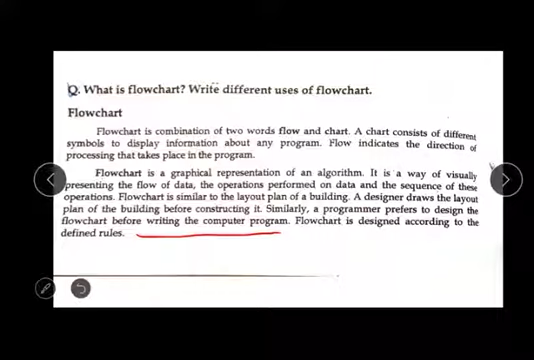 Q. What is flowchart? Write different uses of flowchart.
Flowchart
Flowchart is combination of two words flow and chart. A chart consists of different
symbols to display information about any program. Flow indicates the direction of
processing that takes place in the program.
Flowchart is a graphical representation of an algorithm. It is a way of visually
presenting the flow of data, the operations performed on data and the sequence of these
operations. Flowchart is similar to the layout plan of a building. A designer draws the layout
plan of the building before constructing it. Similarly, a programmer prefers to design the
flowchart before writing the computer program. Flowchart is designed according to the
defined rules.